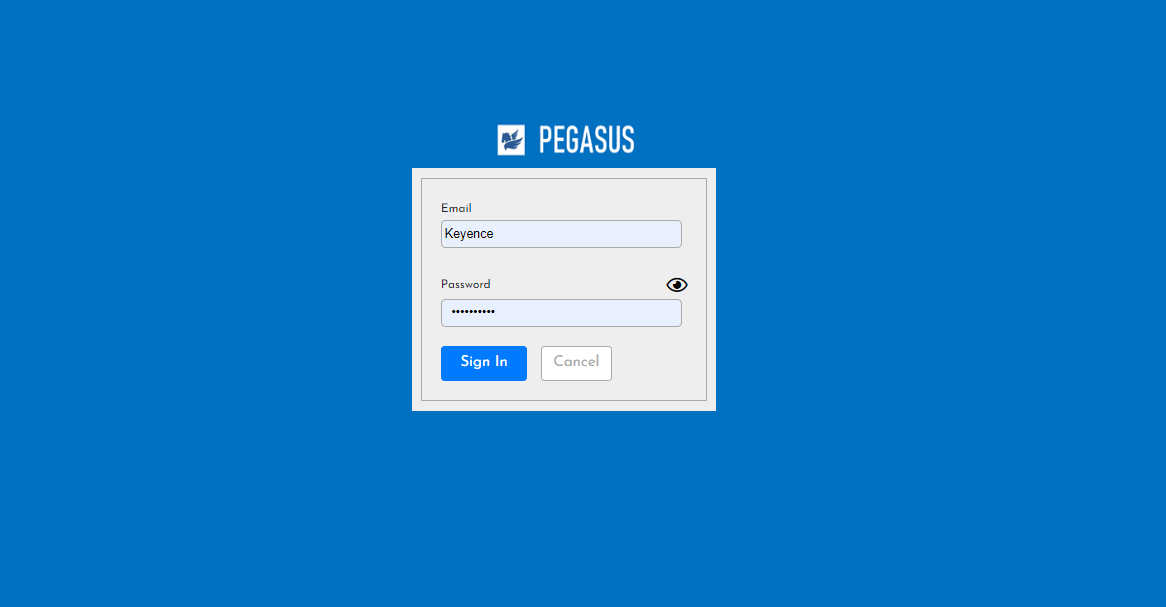 PEGASUS
Email
Keyence
Password
••••••••••
Sign In
Cancel